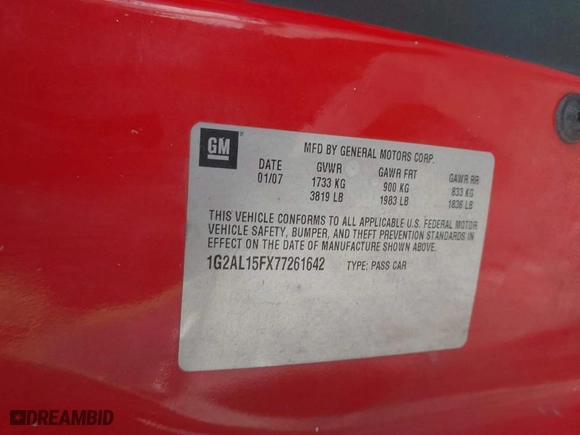 GM
MFD BY GENERAL MOTORS CORP.
DATE GVWR GAWR FRT GAWR RR
01/07 1733 KG 900 KG 833 KG
3819 LB 1983 LB 1836 LB
THIS VEHICLE CONFORMS TO ALL APPLICABLE U.S. FEDERAL MOTOR
VEHICLE SAFETY, BUMPER, AND THEFT PREVENTION STANDARDS IN
EFFECT ON THE DATE OF MANUFACTURE SHOWN ABOVE.
1G2AL15FX77261642 TYPE: PASS CAR
DREAMBID